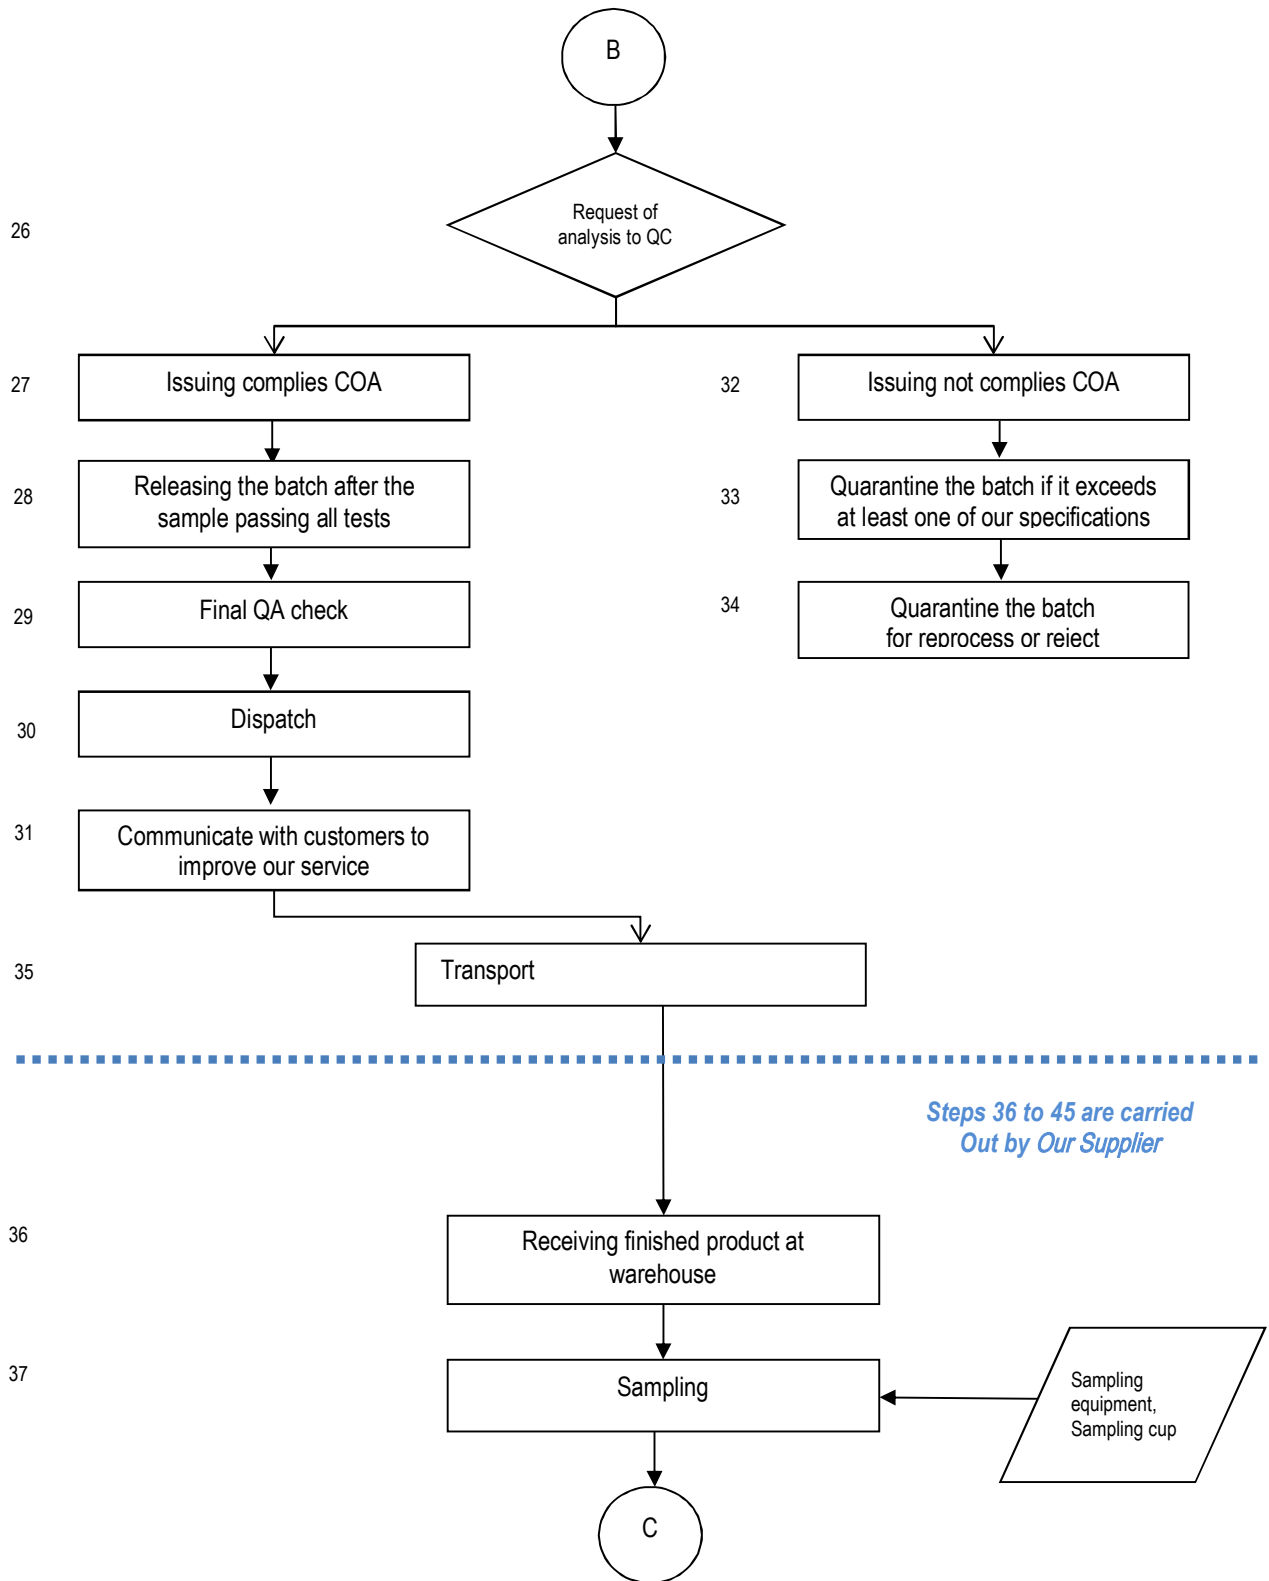 B
26
Request of
analysis to QC
27
Issuing complies COA
32
Issuing not complies COA
28
Releasing the batch after the
sample passing all tests
33
Quarantine the batch if it exceeds
at least one of our specifications
29
Final QA check
34
Quarantine the batch
for reprocess or reject
30
Dispatch
31
Communicate with customers to
improve our service
35
Transport
Steps 36 to 45 are carried
Out by Our Supplier
36
Receiving finished product at
warehouse
37
Sampling
Sampling
equipment,
Sampling cup
C